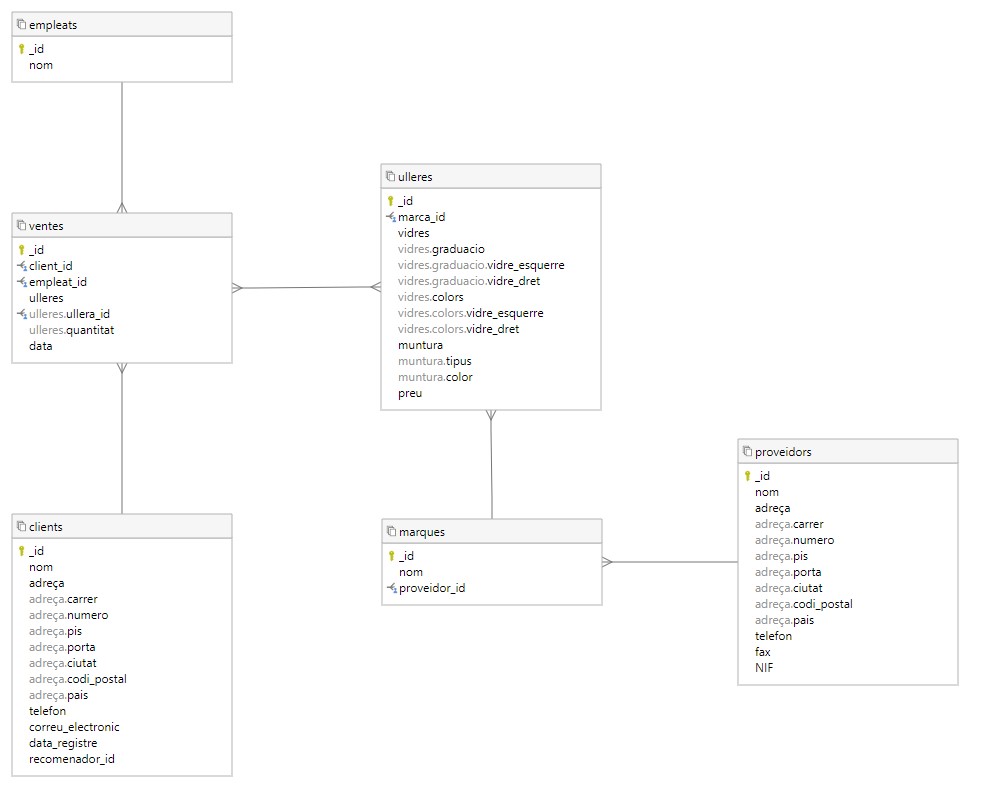 empleats
_id
nom
ventes
_id
client_id
empleat_id
ulleres
ulleres.ullera_id
ulleres.quantitat
data
clients
_id
nom
adreça
adreça.carrer
adreça.numero
adreça.pis
adreça.porta
adreça.ciutat
adreça.codi_postal
adreça.pais
telefon
correu_electronic
data_registre
recomenador_id
ulleres
_id
marca_id
vidres
vidres.graduacio
vidres.graduacio.vidre_esquerre
vidres.graduacio.vidre_dret
vidres.colors
vidres.colors.vidre_esquerre
vidres.colors.vidre_dret
muntura
muntura.tipus
muntura.color
preu
marques
_id
nom
proveidor_id
proveidors
_id
nom
adreça
adreça.carrer
adreça.numero
adreça.pis
adreça.porta
adreça.ciutat
adreça.codi_postal
adreça.pais
telefon
fax
NIF